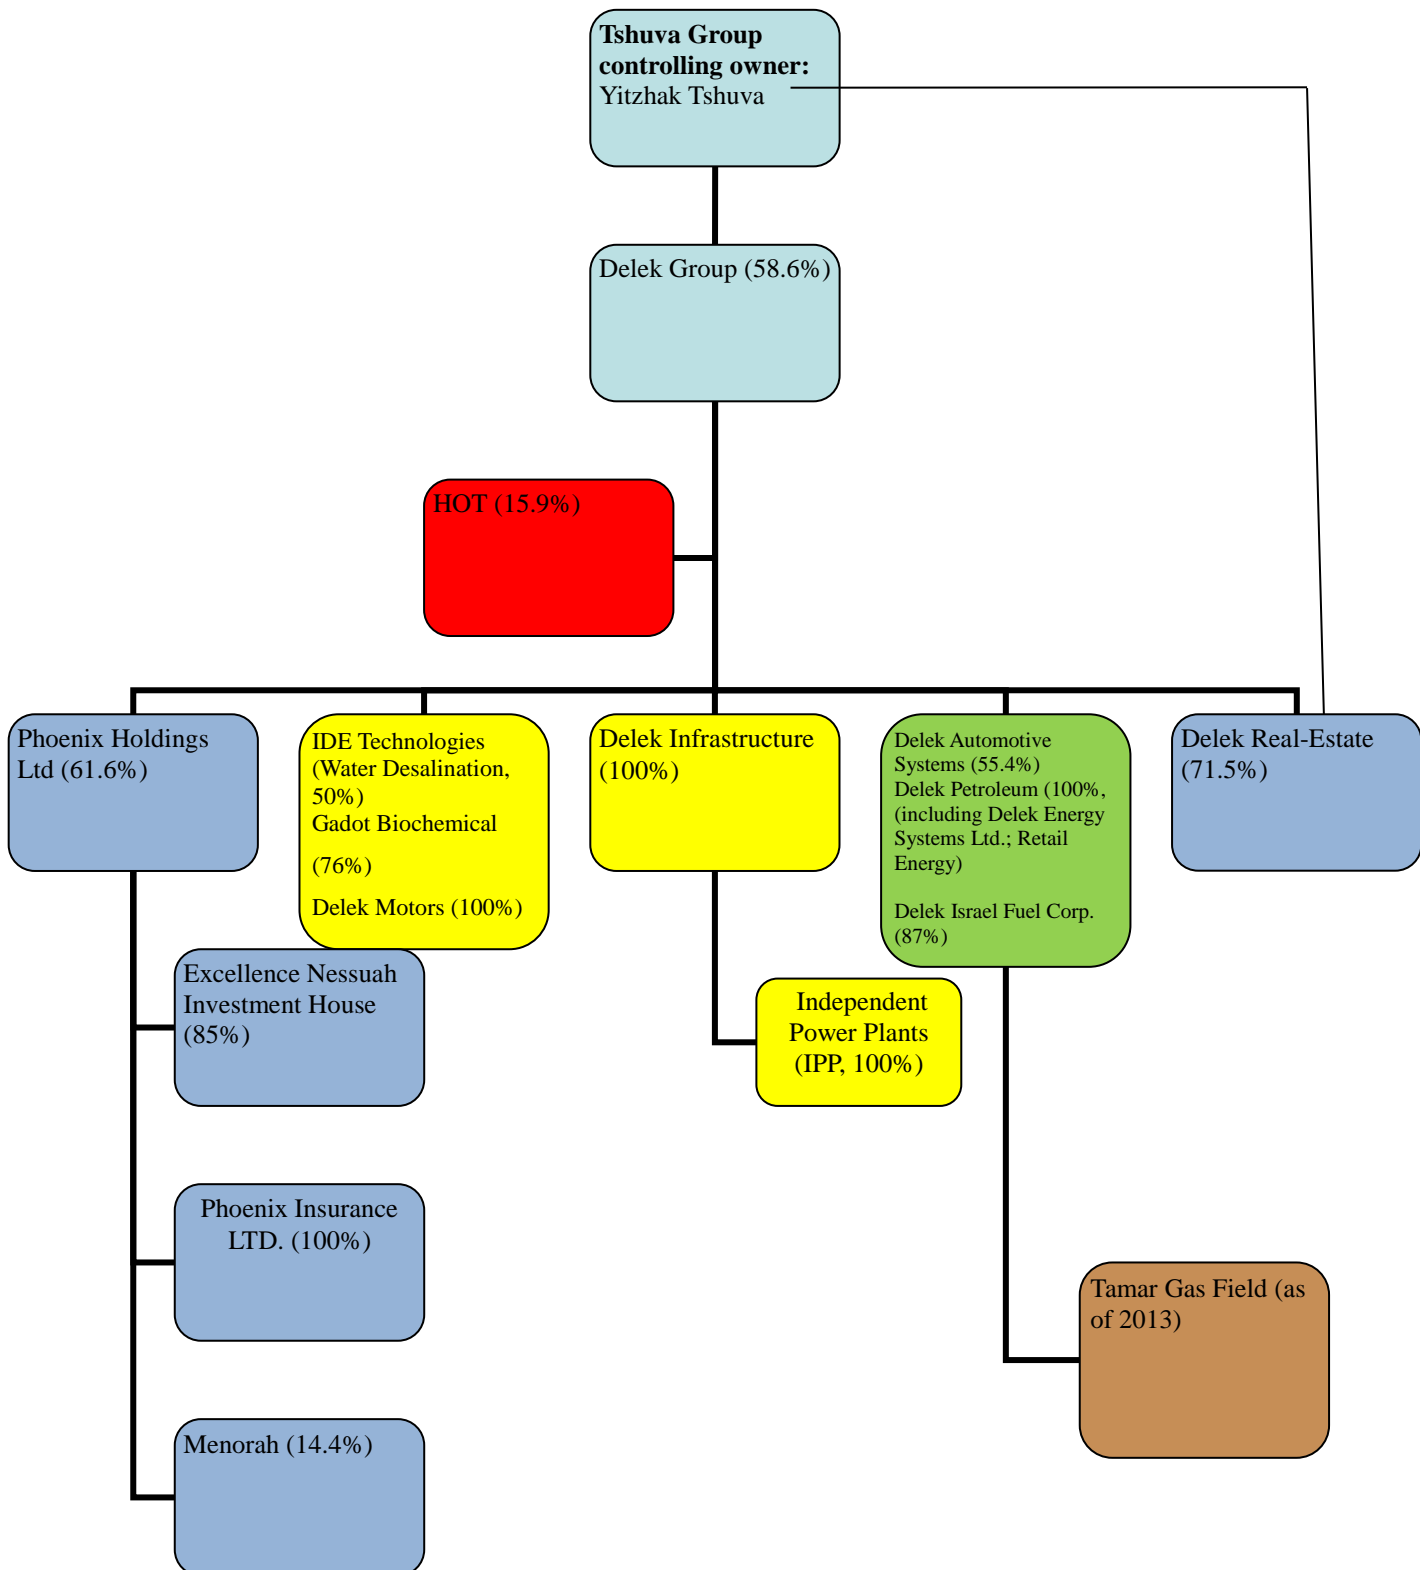 Tshuva Group
controlling owner:
Yitzhak Tshuva
Delek Group (58.6%)
HOT (15.9%)
Phoenix Holdings
Ltd (61.6%)
IDE Technologies
(Water Desalination,
50%)
Gadot Biochemical
(76%)
Delek Motors (100%)
Delek Infrastructure
(100%)
Delek Automotive
Systems (55.4%)
Delek Petroleum (100%,
(including Delek Energy
Systems Ltd.; Retail
Energy)
Delek Israel Fuel Corp.
(87%)
Delek Real-Estate
(71.5%)
Excellence Nessuah
Investment House
(85%)
Independent
Power Plants
(IPP, 100%)
Phoenix Insurance
LTD. (100%)
Tamar Gas Field (as
of 2013)
Menorah (14.4%)